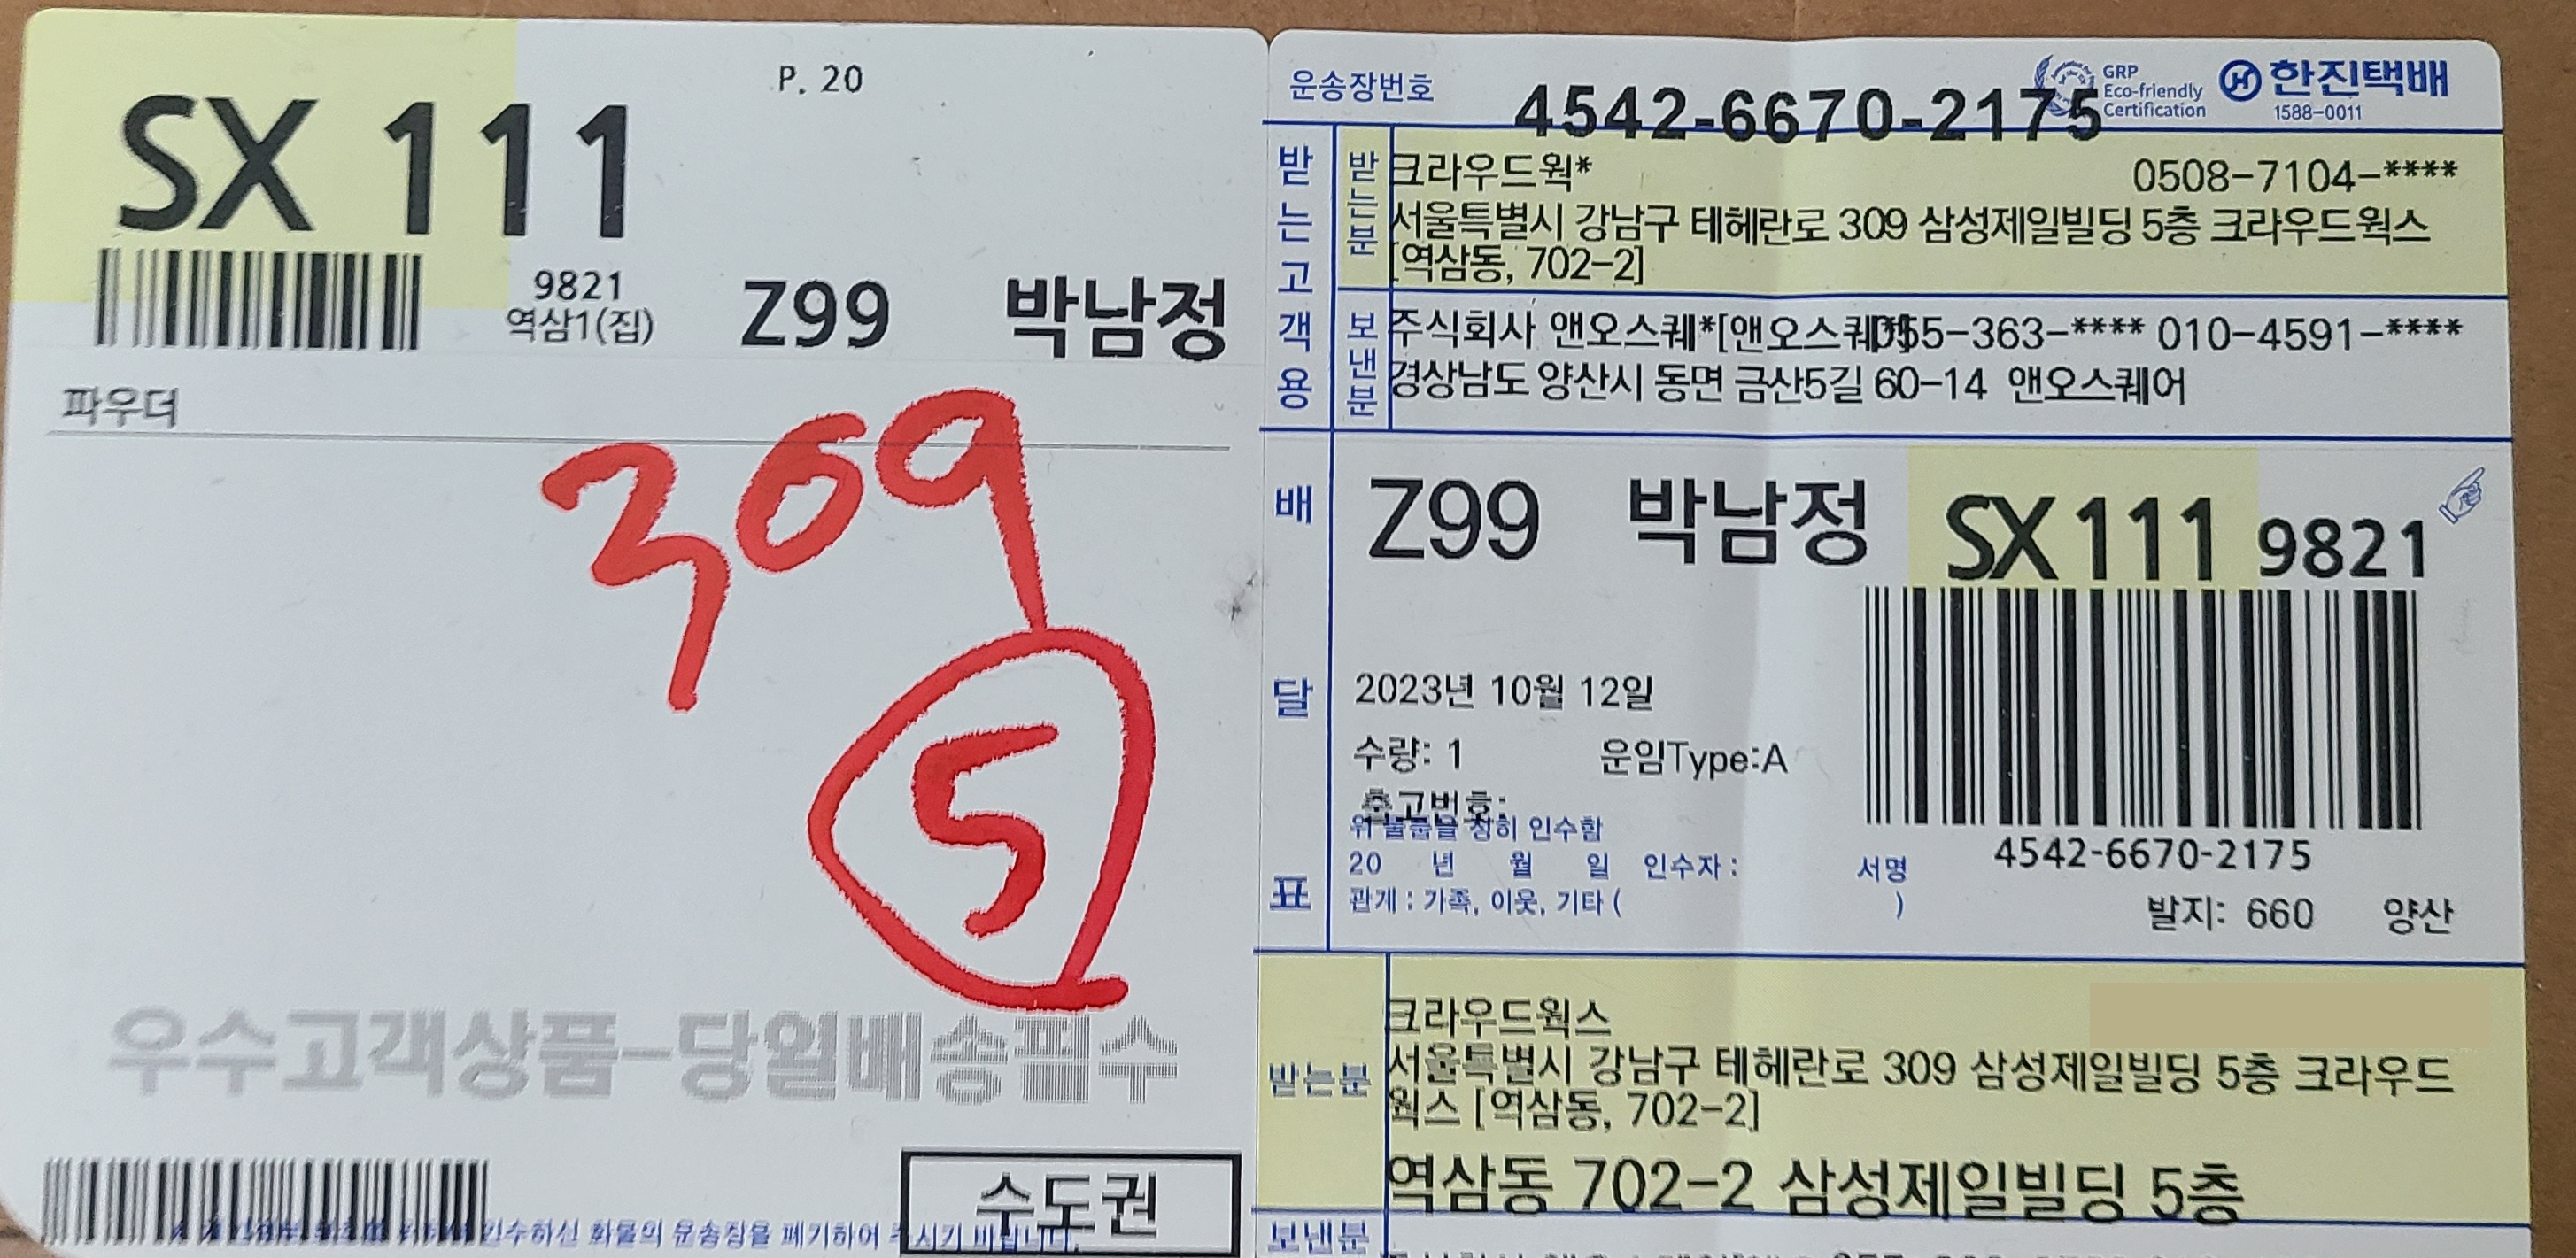 P. 20
SX 111
9821
역삼1(집)
Z99 박남정
파우더
309
5
우수고객상품-당일배송필수
수도권
인수하신 화물의 운송장을 폐기하여 주시기 바랍니다.
운송장번호
4542-6670-2175
GRP
Eco-friendly
Certification
한진택배
1588-0011
받는고객용
받는분
크라우드웍* 0508-7104-****
서울특별시 강남구 테헤란로 309 삼성제일빌딩 5층 크라우드웍스
[역삼동, 702-2]
보낸분
주식회사 앤오스퀘*[앤오스퀘 055-363-**** 010-4591-****
경상남도 양산시 동면 금산5길 60-14 앤오스퀘어
배달표
Z99 박남정 SX 111 9821
2023년 10월 12일
수량: 1 운임Type:A
출고번호:
위 물품을 정히 인수함
20 년 월 일 인수자 : 서명
관계 : 가족, 이웃, 기타 ( )
4542-6670-2175
발지: 660 양산
받는분
크라우드웍스
서울특별시 강남구 테헤란로 309 삼성제일빌딩 5층 크라우드
웍스 [역삼동, 702-2]
역삼동 702-2 삼성제일빌딩 5층
보낸분